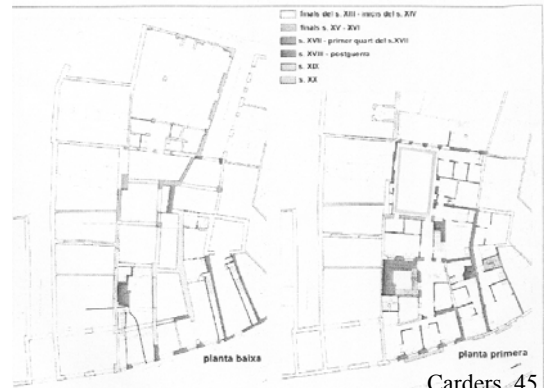 finals del s. XIII - inicis del s. XIV
finals s. XV - XVI
s. XVII - primer quart del s. XVII
s. XVIII - postguerra
s. XIX
s. XX
planta baixa
planta primera
Carders, 45